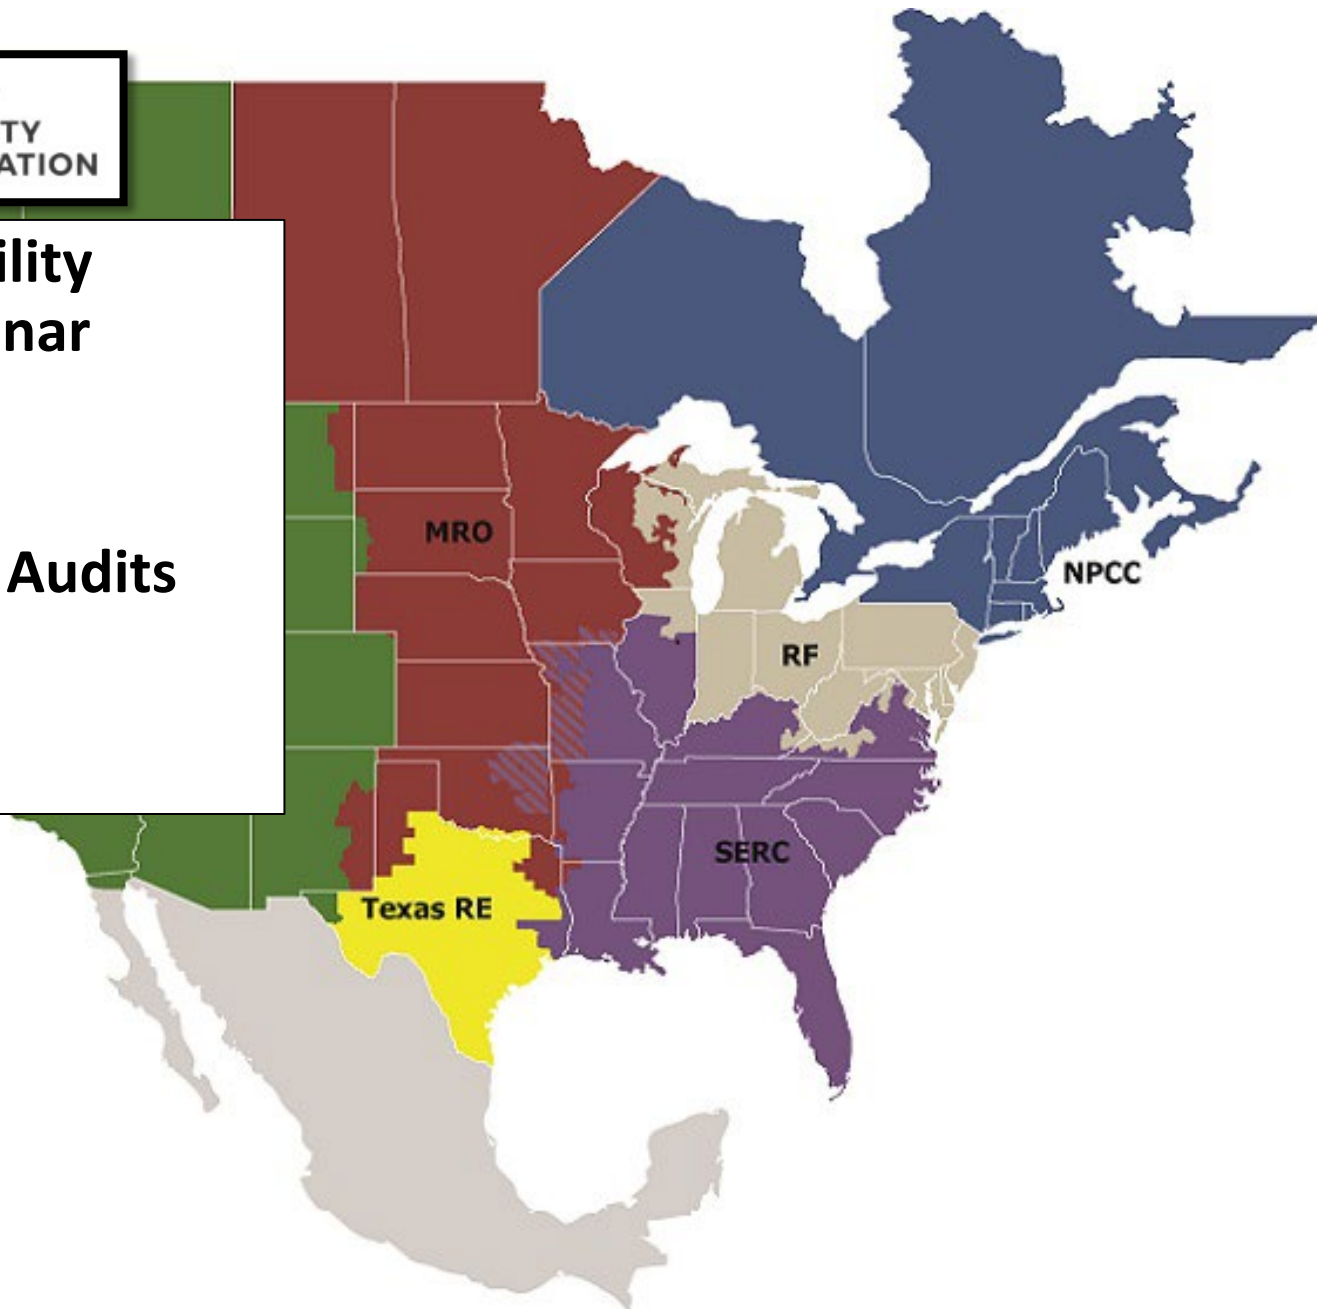 TY
ATION
ility
nar
Audits
MRO
NPCC
RF
SERC
Texas RE